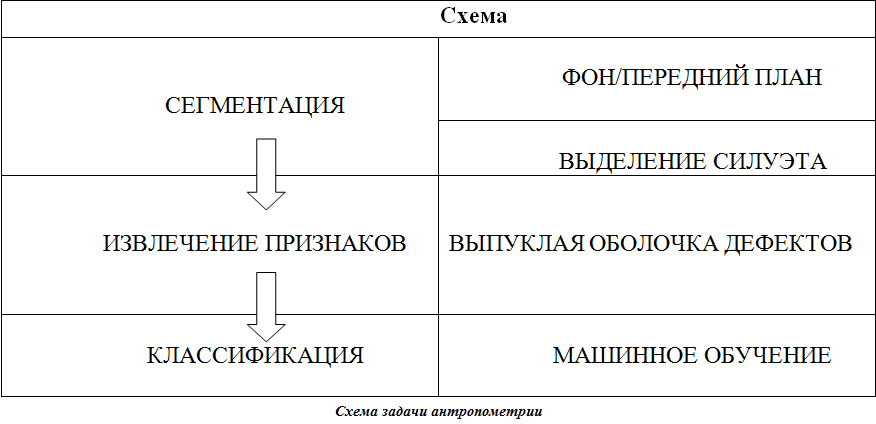 Схема
СЕГМЕНТАЦИЯ
ФОН/ПЕРЕДНИЙ ПЛАН
ВЫДЕЛЕНИЕ СИЛУЭТА
ИЗВЛЕЧЕНИЕ ПРИЗНАКОВ
ВЫПУКЛАЯ ОБОЛОЧКА ДЕФЕКТОВ
КЛАССИФИКАЦИЯ
МАШИННОЕ ОБУЧЕНИЕ
Схема задачи антропометрии